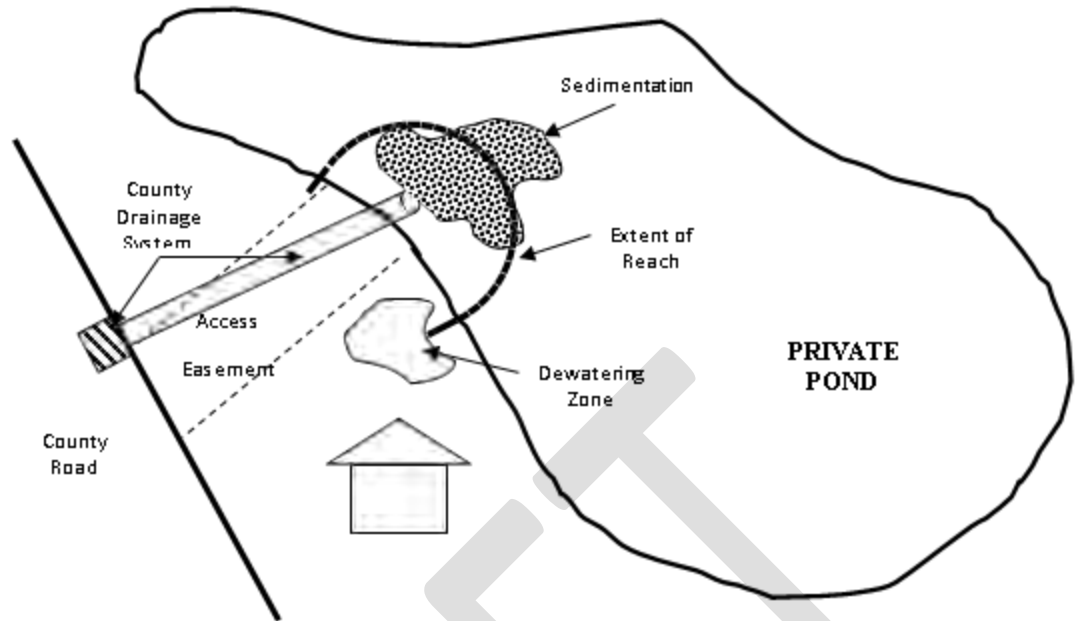 Sedimentation
County
Drainage
System
Extent of
Reach
Access
Easement
PRIVATE
POND
Dewatering
Zone
County
Road